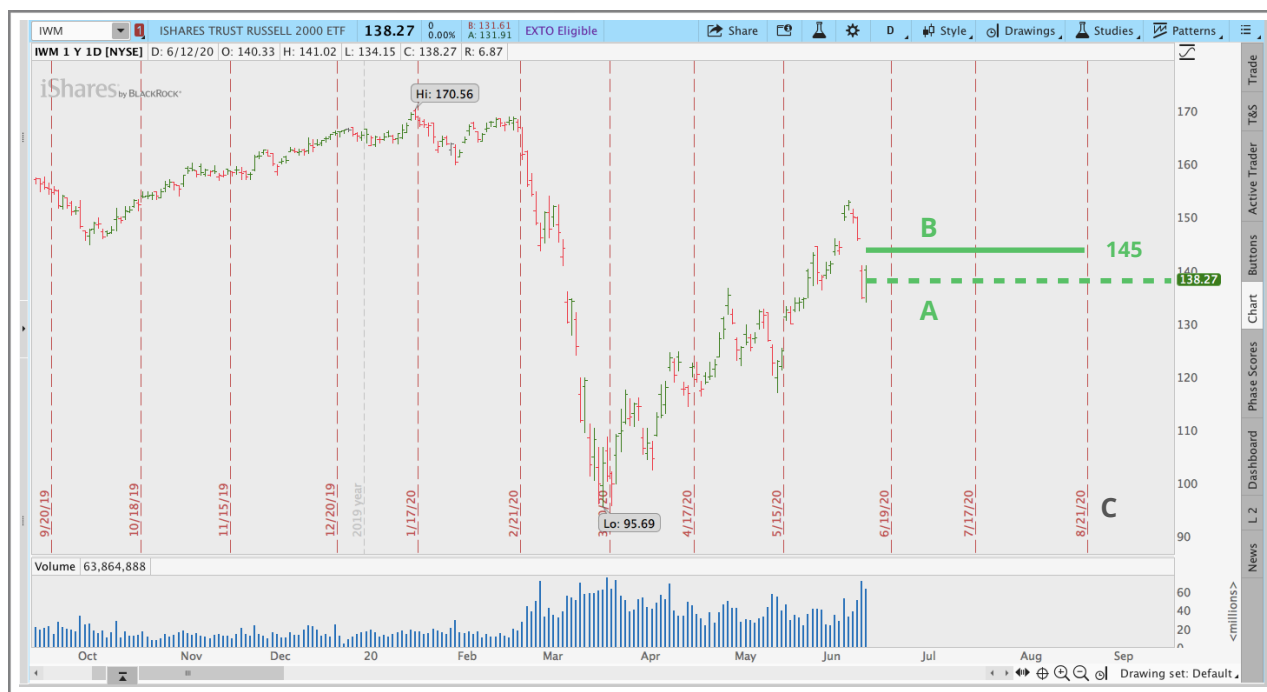 IWM 1 ISHARES TRUST RUSSELL 2000 ETF 138.27 0 0.00% B: 131.61 A: 131.91 EXTO Eligible Share D Style Drawings Studies Patterns
IWM 1 Y 1D [NYSE] D: 6/12/20 O: 140.33 H: 141.02 L: 134.15 C: 138.27 R: 6.87
iShares by BLACKROCK
Hi: 170.56
170
160
150
B
145
140
138.27
A
130
120
110
100
90
9/20/19
10/18/19
11/15/19
12/20/19
2019 year
1/17/20
2/21/20
Lo: 95.69
4/17/20
5/15/20
6/19/20
7/17/20
8/21/20
C
Volume 63,864,888
60
40
20
<millions>
Oct Nov Dec 20 Feb Mar Apr May Jun Jul Aug Sep
Drawing set: Default
Trade
T&S
Active Trader
Buttons
Chart
Phase Scores
Dashboard
L 2
News